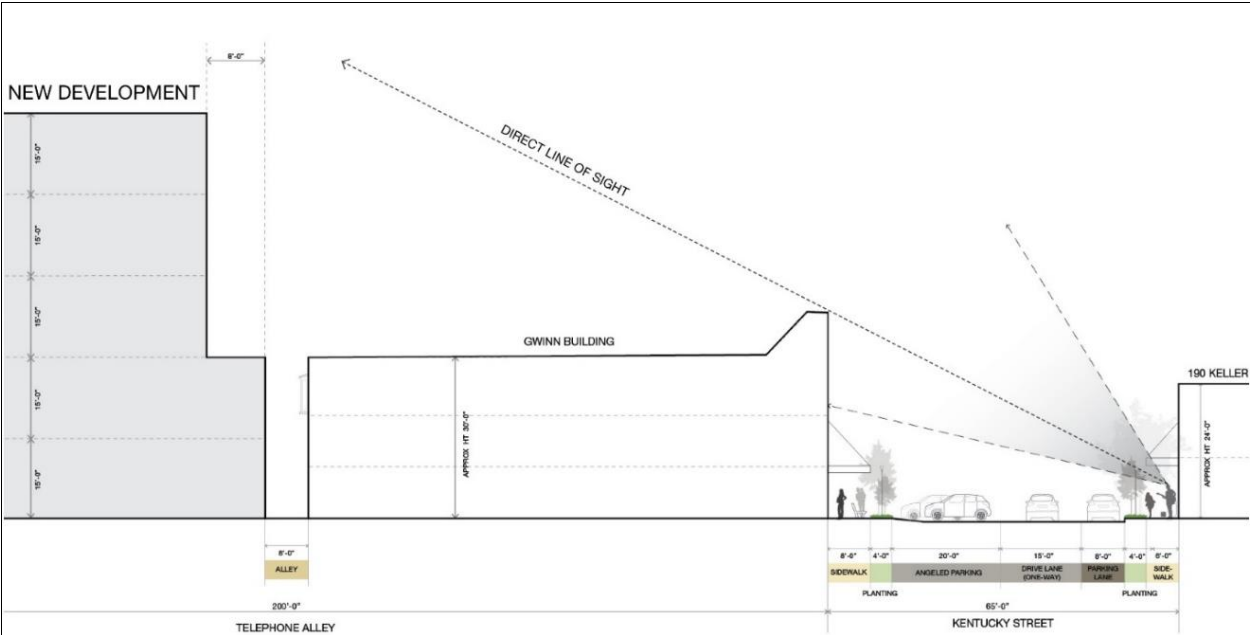 8'-0"
NEW DEVELOPMENT
15'-0"
15'-0"
15'-0"
15'-0"
15'-0"
DIRECT LINE OF SIGHT
GWINN BUILDING
APPROX HT 30'-0"
190 KELLER
APPROX HT 24'-0"
8'-0"
ALLEY
8'-0"
4'-0"
20'-0"
15'-0"
8'-0"
4'-0"
6'-0"
SIDEWALK
ANGELED PARKING
DRIVE LANE
(ONE-WAY)
PARKING
LANE
SIDE-
WALK
PLANTING
PLANTING
200'-0"
65'-0"
TELEPHONE ALLEY
KENTUCKY STREET